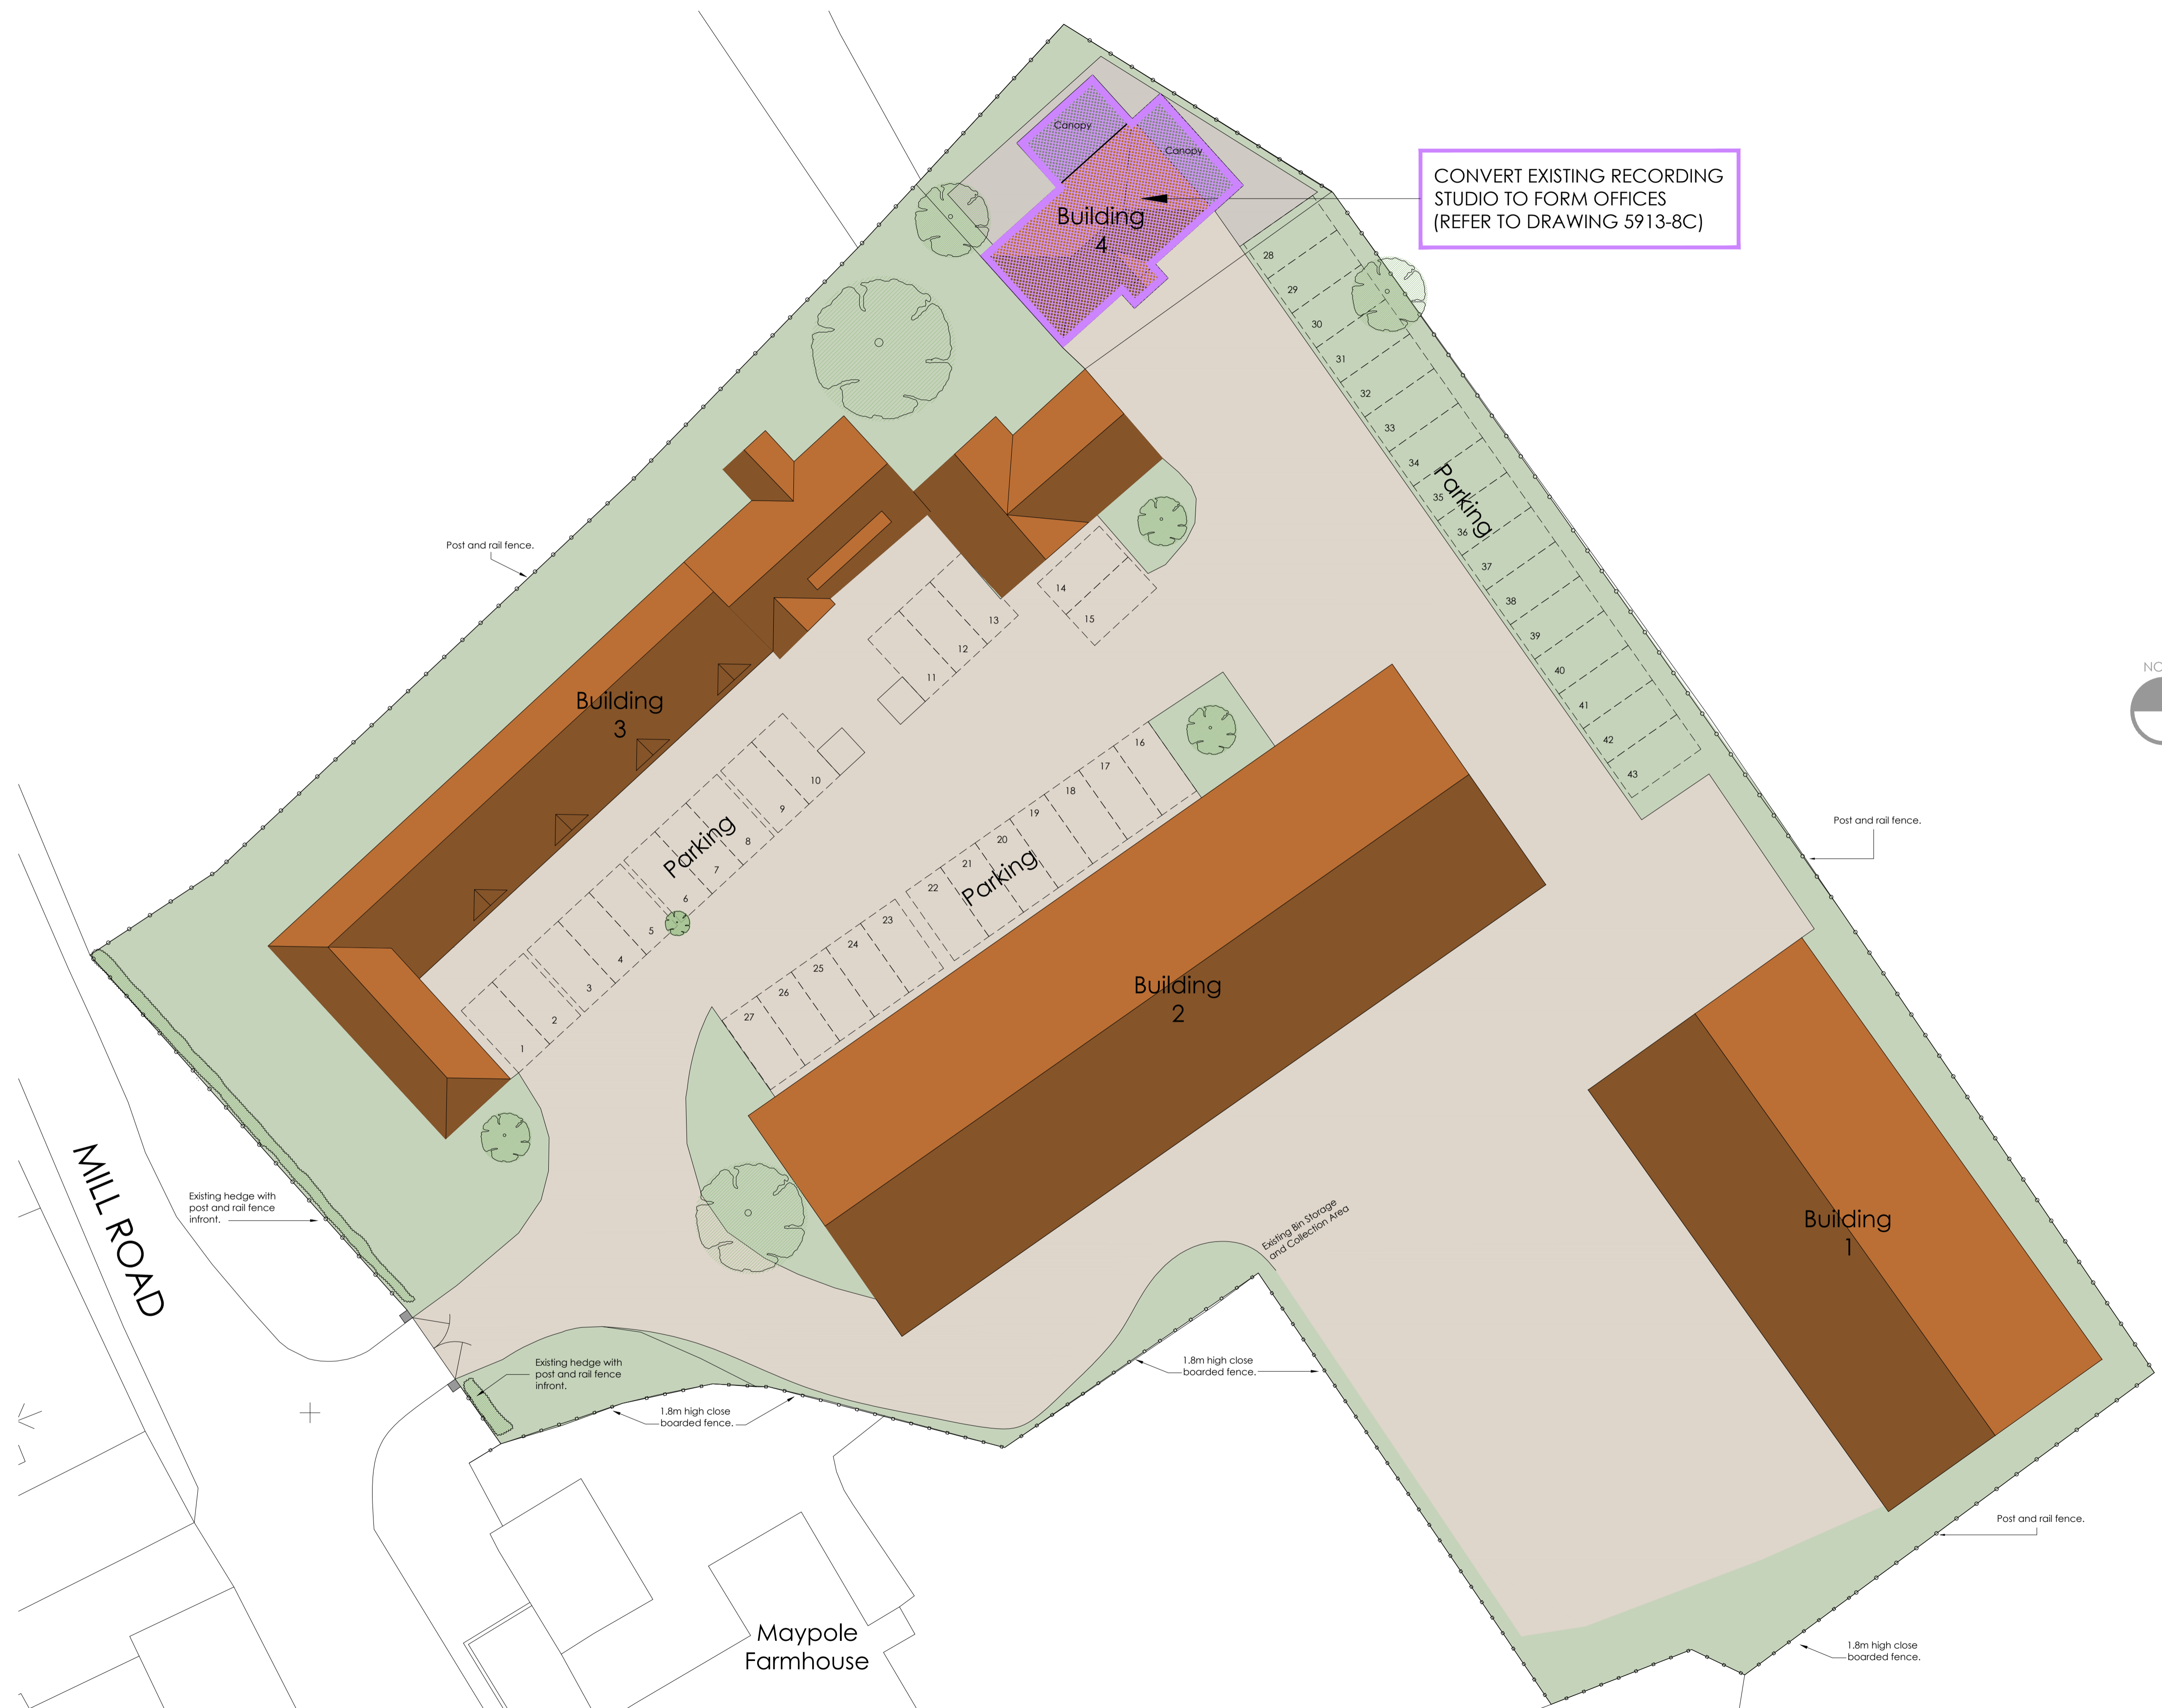 Canopy
Canopy
CONVERT EXISTING RECORDING
STUDIO TO FORM OFFICES
(REFER TO DRAWING 5913-8C)
Building
4
28
29
30
31
32
33
34
35
36
37
38
39
40
41
42
43
Parking
Post and rail fence.
14
15
13
12
11
10
9
8
7
6
5
4
3
2
1
Parking
Building
3
16
17
18
19
20
21
22
23
24
25
26
27
Parking
NO
Post and rail fence.
Building
2
Building
1
MILL ROAD
Existing hedge with
post and rail fence
infront.
Existing Bin Storage
and Collection Area
Existing hedge with
post and rail fence
infront.
1.8m high close
boarded fence.
1.8m high close
boarded fence.
Post and rail fence.
Maypole
Farmhouse
1.8m high close
boarded fence.